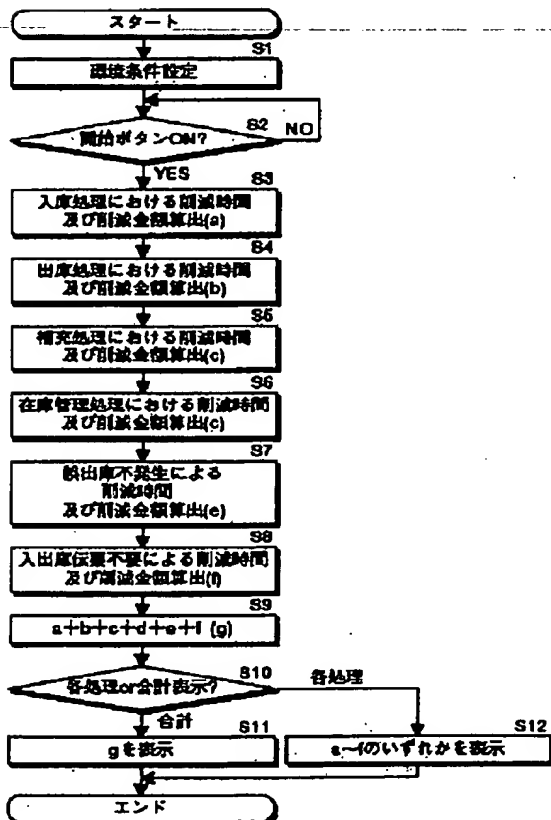 スタート
S1
環境条件設定
S2
開始ボタンON?
NO
YES
S3
入庫処理における削減時間
及び削減金額算出(a)
S4
出庫処理における削減時間
及び削減金額算出(b)
S5
補充処理における削減時間
及び削減金額算出(c)
S6
在庫管理処理における削減時間
及び削減金額算出(c)
S7
誤出庫不発生による
削減時間
及び削減金額算出(e)
S8
入出庫伝票不要による削減時間
及び削減金額算出(f)
S9
a+b+c+d+e+f (g)
S10
各処理or合計表示?
各処理
合計
S11
gを表示
S12
a~fのいずれかを表示
エンド